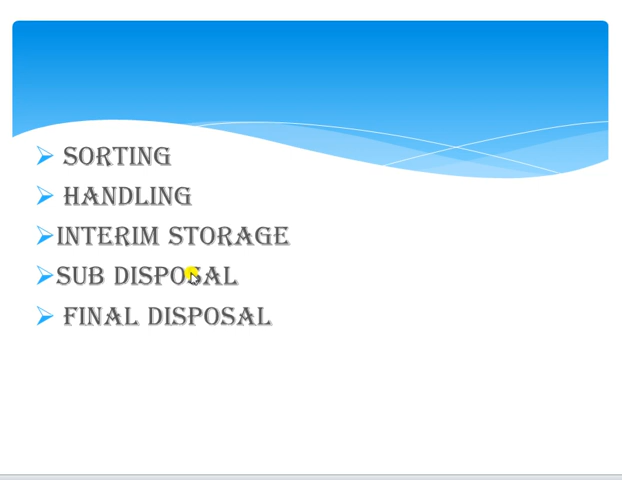 SORTING
HANDLING
INTERIM STORAGE
SUB DISPOSAL
FINAL DISPOSAL